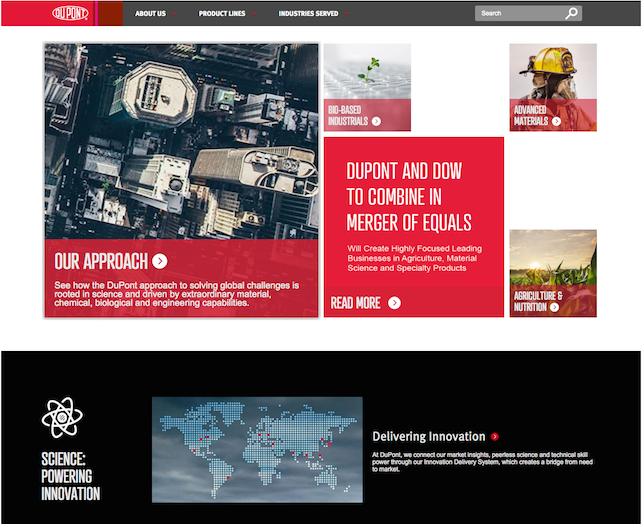 DUPONT
ABOUT US
PRODUCT LINES
INDUSTRIES SERVED
Search
BIO-BASED
INDUSTRIALS
ADVANCED
MATERIALS
DUPONT AND DOW
TO COMBINE IN
MERGER OF EQUALS
Will Create Highly Focused Leading
Businesses in Agriculture, Material
Science and Specialty Products
READ MORE
OUR APPROACH
See how the DuPont approach to solving global challenges is
rooted in science and driven by extraordinary material,
chemical, biological and engineering capabilities.
AGRICULTURE &
NUTRITION
SCIENCE:
POWERING
INNOVATION
Delivering Innovation
At DuPont, we connect our market insights, peerless science and technical skill
power through our Innovation Delivery System, which creates a bridge from need
to market.